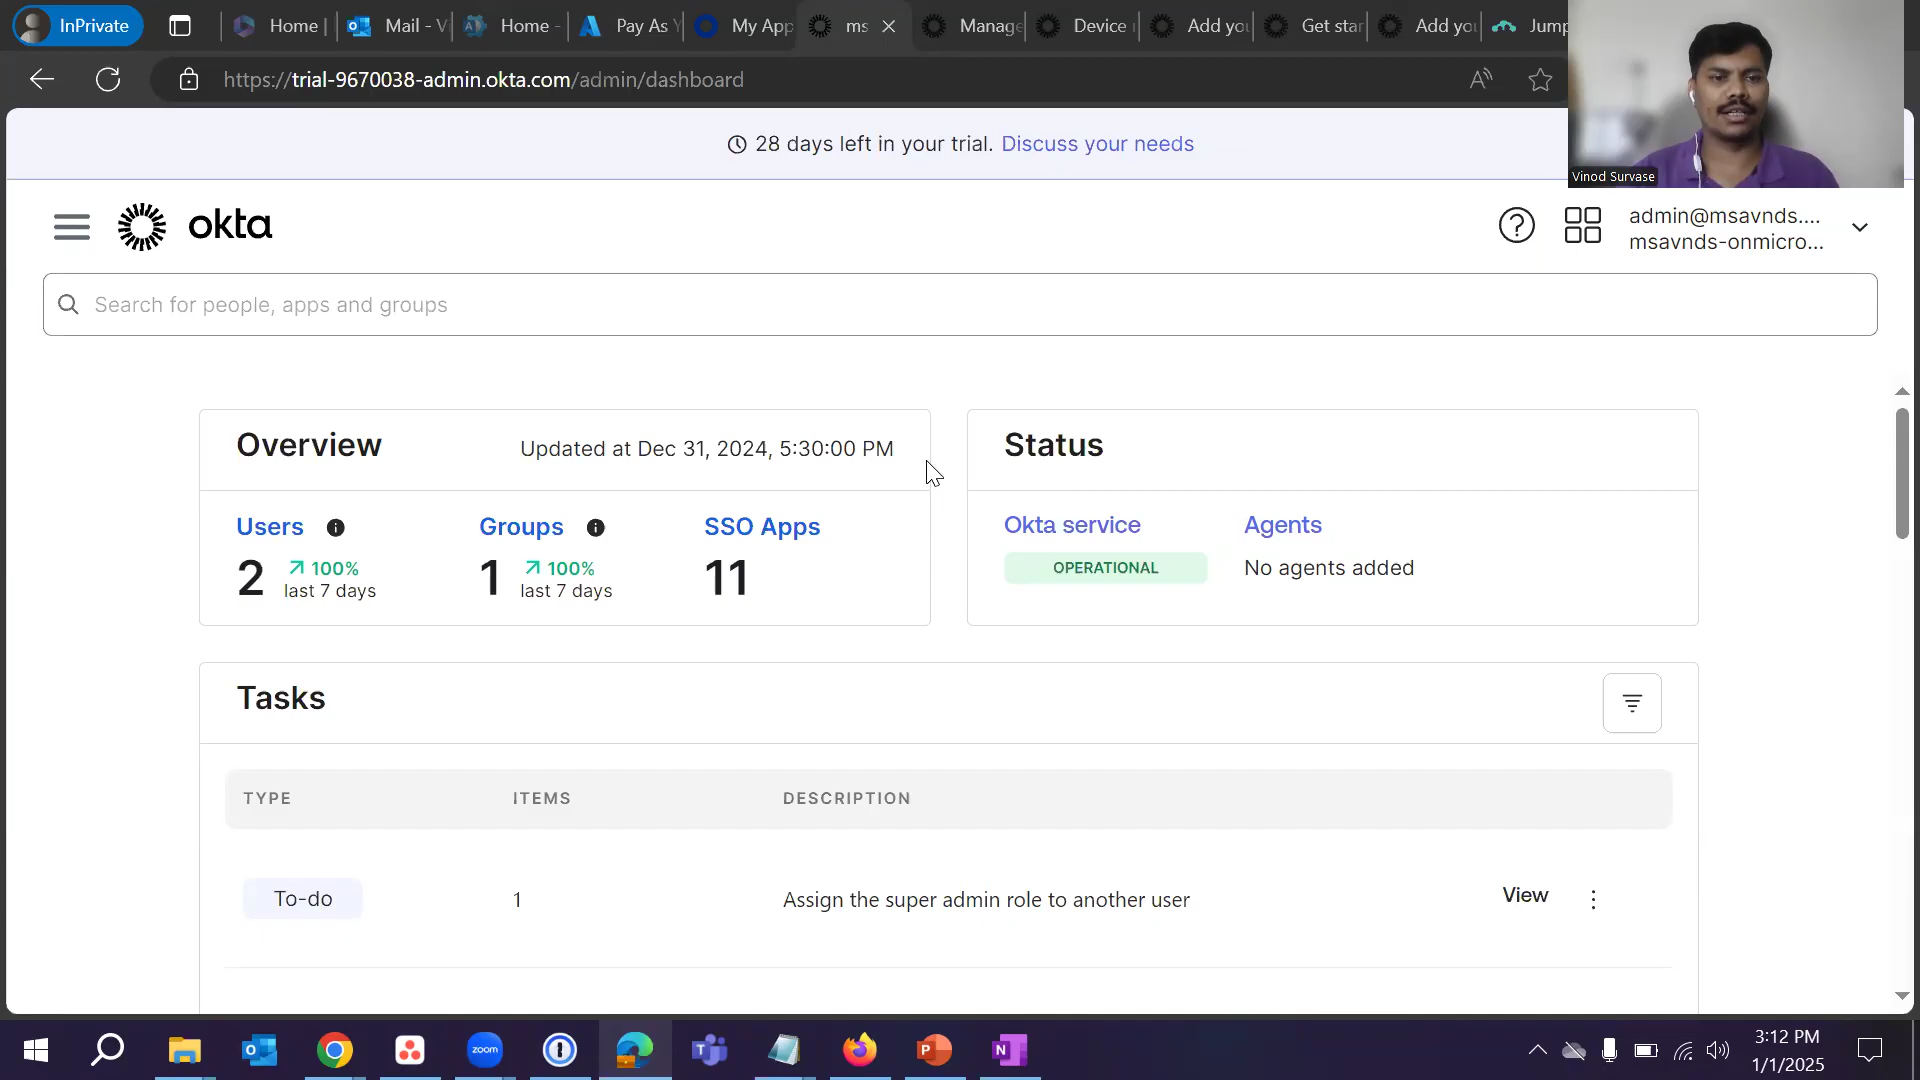 InPrivate
Home |
Mail - Vi
Home -
Pay As Y
My App
ms
Manage
Device
Add you
Get star
Add you
Jump
https://trial-9670038-admin.okta.com/admin/dashboard
28 days left in your trial. Discuss your needs
Vinod Survase
okta
admin@msavnds....
msavnds-onmicro...
Search for people, apps and groups
Overview
Updated at Dec 31, 2024, 5:30:00 PM
Users
2
100%
last 7 days
Groups
1
100%
last 7 days
SSO Apps
11
Status
Okta service
OPERATIONAL
Agents
No agents added
Tasks
TYPE
ITEMS
DESCRIPTION
To-do
1
Assign the super admin role to another user
View
zoom
3:12 PM
1/1/2025